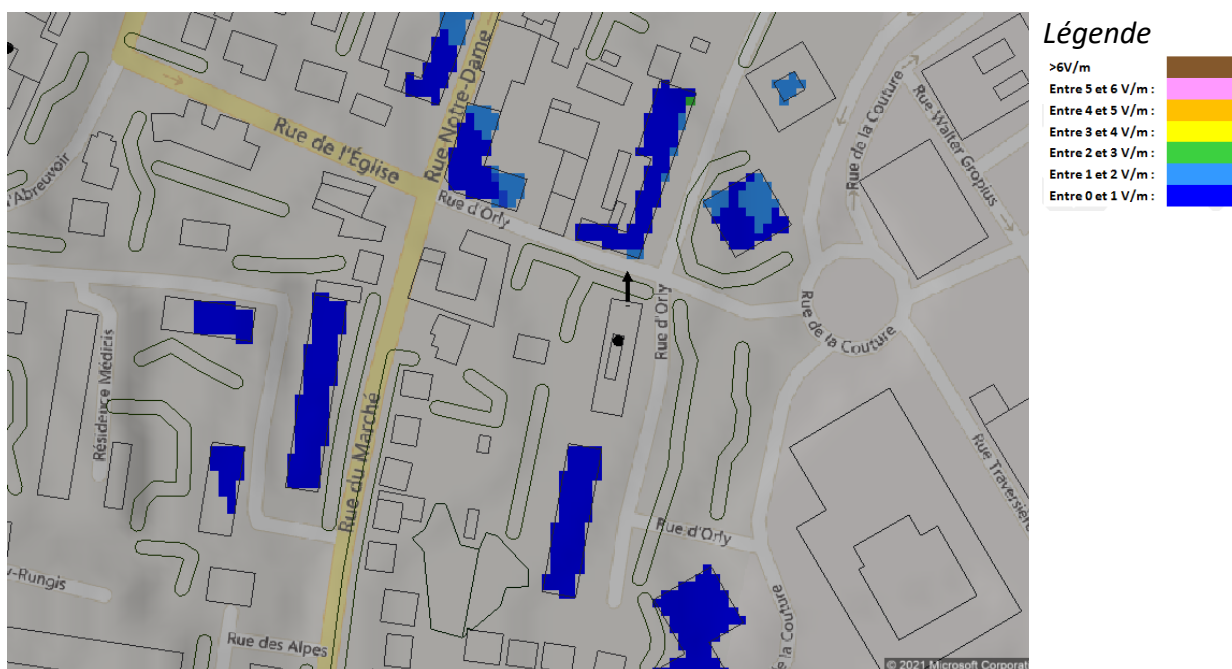 Légende
>6V/m
Entre 5 et 6 V/m :
Entre 4 et 5 V/m :
Entre 3 et 4 V/m :
Entre 2 et 3 V/m :
Entre 1 et 2 V/m :
Entre 0 et 1 V/m :
Rue Notre-Dame
Rue de l'Église
'Abreuvoir
Rue d'Orly
Rue de la Couture
Rue Walter Gropius
Rue d'Orly
Rue de la Couture
Résidence Médicis
Rue du Marché
Rue Traversière
Rue d'Orly
y-Rungis
Rue des Alpes
la Couture
© 2021 Microsoft Corporati